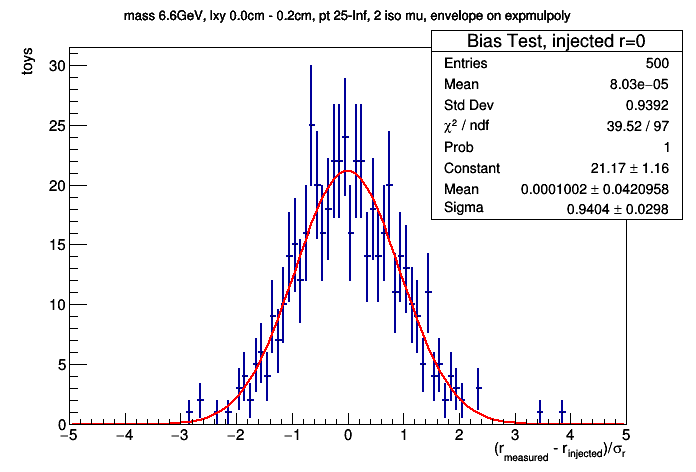 mass 6.6GeV, lxy 0.0cm - 0.2cm, pt 25-Inf, 2 iso mu, envelope on expmulpoly
Bias Test, injected r=0
Entries 500
Mean 8.03e−05
Std Dev 0.9392
χ² / ndf 39.52 / 97
Prob 1
Constant 21.17 ± 1.16
Mean 0.0001002 ± 0.0420958
Sigma 0.9404 ± 0.0298
toys
30
25
20
15
10
5
0
−5 −4 −3 −2 −1 0 1 2 3 4 5
(r_measured - r_injected)/σ_r